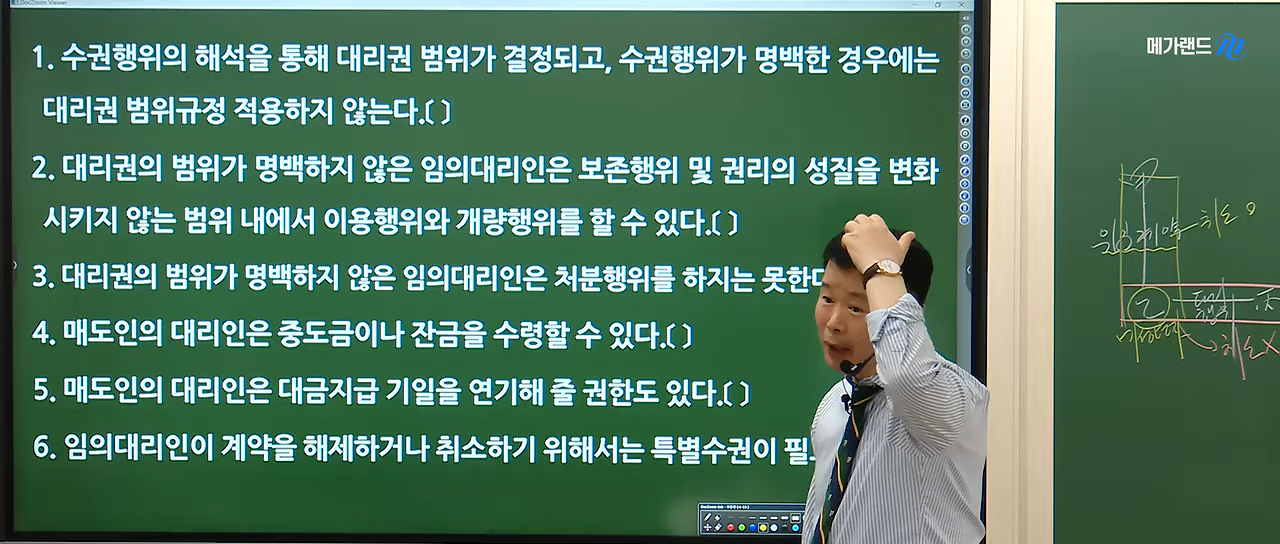 DocZoom Viewer
메가랜드
1. 수권행위의 해석을 통해 대리권 범위가 결정되고, 수권행위가 명백한 경우에는
대리권 범위규정 적용하지 않는다.( )
2. 대리권의 범위가 명백하지 않은 임의대리인은 보존행위 및 권리의 성질을 변화
시키지 않는 범위 내에서 이용행위와 개량행위를 할 수 있다.( )
3. 대리권의 범위가 명백하지 않은 임의대리인은 처분행위를 하지는 못한다
4. 매도인의 대리인은 중도금이나 잔금을 수령할 수 있다.( )
5. 매도인의 대리인은 대금지급 기일을 연기해 줄 권한도 있다.( )
6. 임의대리인이 계약을 해제하거나 취소하기 위해서는 특별수권이 필
취소 o
乙
취소X